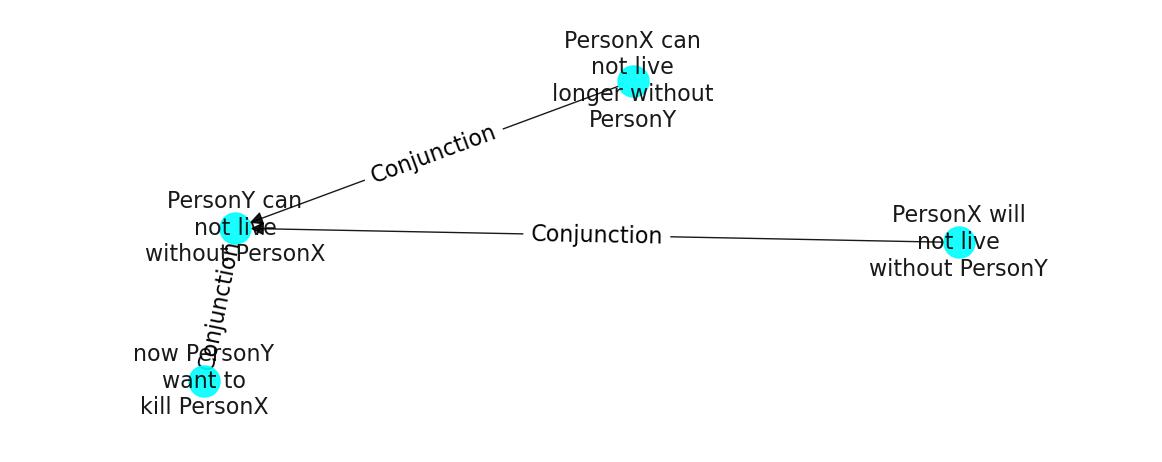 PersonX can
not live
longer without
PersonY
Conjunction
PersonY can
not live
without PersonX
Conjunction
PersonX will
not live
without PersonY
Conjunction
now PersonY
want to
kill PersonX